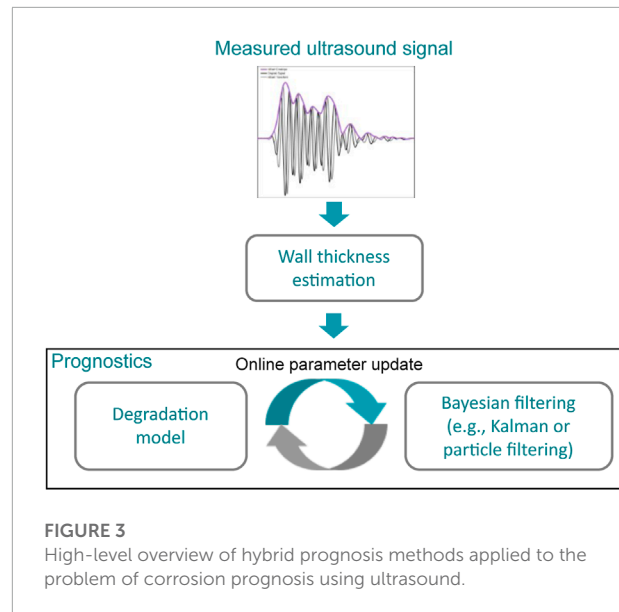 Measured ultrasound signal
Wall thickness
estimation
Prognostics
Online parameter update
Degradation
model
Bayesian filtering
(e.g., Kalman or
particle filtering)
FIGURE 3
High-level overview of hybrid prognosis methods applied to the
problem of corrosion prognosis using ultrasound.